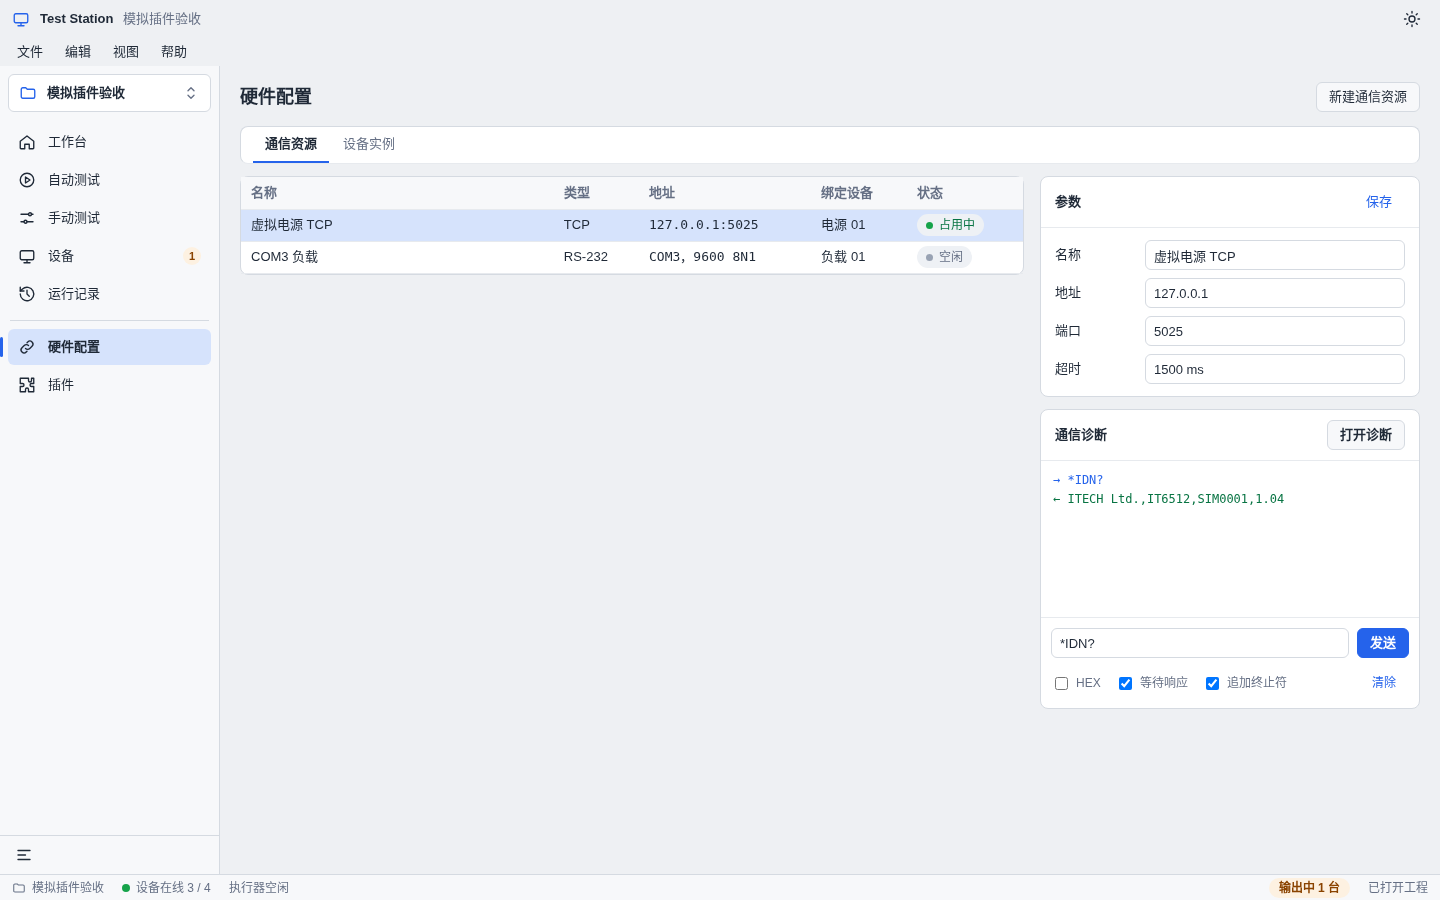 Test Station 模拟插件验收
文件 编辑 视图 帮助
模拟插件验收
工作台
自动测试
手动测试
设备 1
运行记录
硬件配置
插件
硬件配置
新建通信资源
通信资源 设备实例
名称 类型 地址 绑定设备 状态
虚拟电源 TCP TCP 127.0.0.1:5025 电源 01 占用中
COM3 负载 RS-232 COM3, 9600 8N1 负载 01 空闲
参数 保存
名称 虚拟电源 TCP
地址 127.0.0.1
端口 5025
超时 1500 ms
通信诊断 打开诊断
→ *IDN?
← ITECH Ltd.,IT6512,SIM0001,1.04
*IDN? 发送
HEX 等待响应 追加终止符 清除
模拟插件验收 设备在线 3 / 4 执行器空闲 输出中 1 台 已打开工程